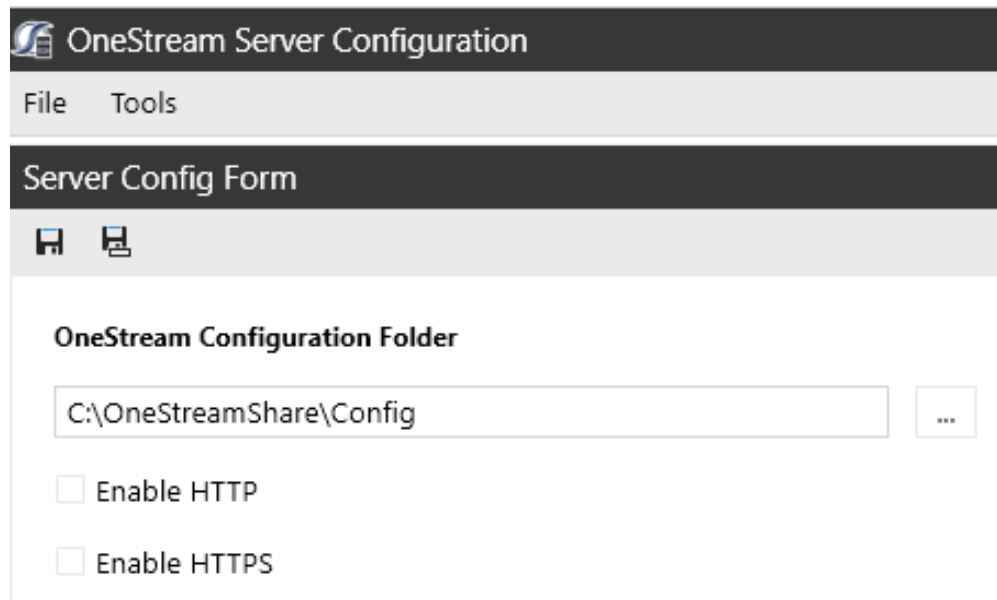 OneStream Server Configuration
File Tools
Server Config Form
OneStream Configuration Folder
C:\OneStreamShare\Config ...
Enable HTTP
Enable HTTPS